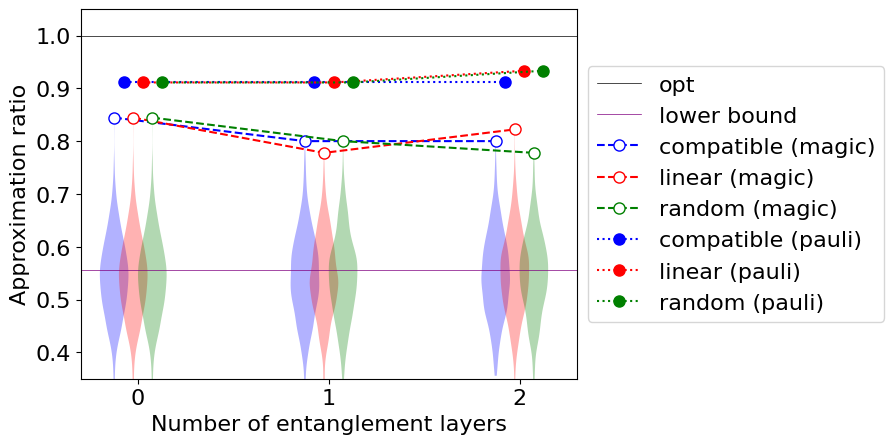 1.0
0.9
0.8
0.7
0.6
0.5
0.4
Approximation ratio
0
1
2
Number of entanglement layers
opt
lower bound
compatible (magic)
linear (magic)
random (magic)
compatible (pauli)
linear (pauli)
random (pauli)